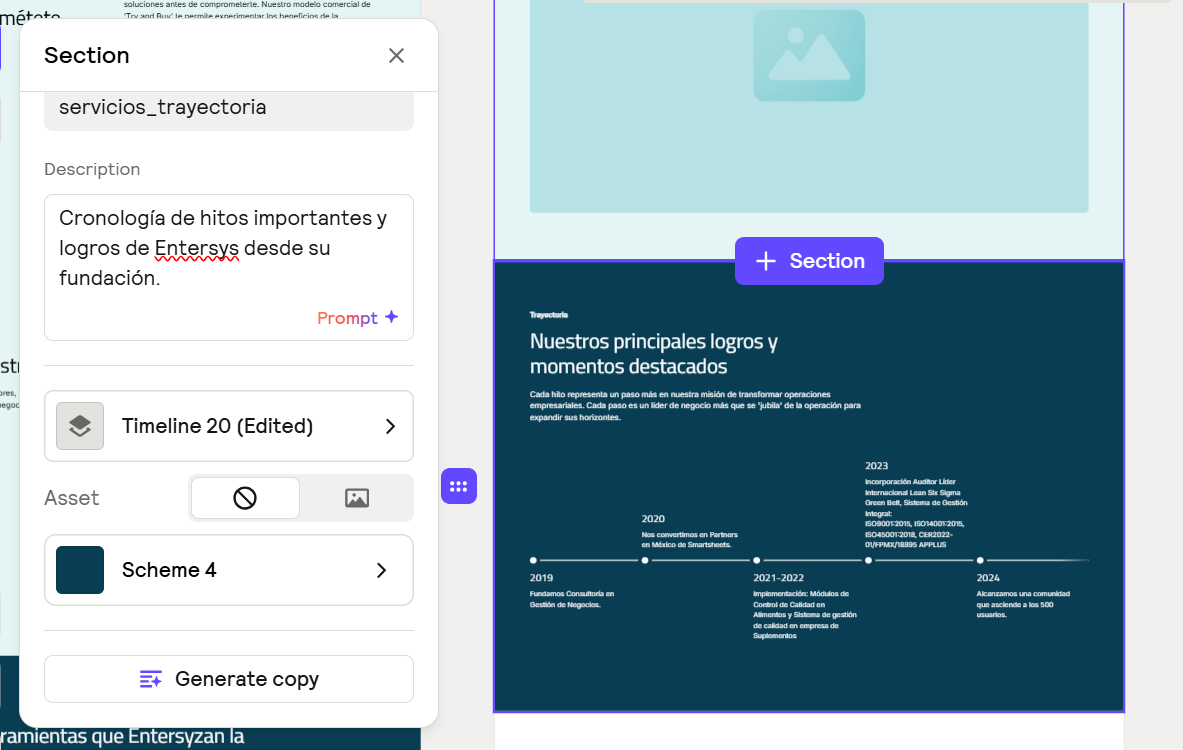 métete
soluciones antes de comprometerte. Nuestro modelo comercial de
'Try and Buy' te permite experimentar los beneficios de la
Section
servicios_trayectoria
Description
Cronología de hitos importantes y
logros de Entersys desde su
fundación.
Prompt
Timeline 20 (Edited)
Asset
Scheme 4
Generate copy
str
ores,
negoc
ramientas que Entersyzan la
Section
Trayectoria
Nuestros principales logros y
momentos destacados
Cada hito representa un paso más en nuestra misión de transformar operaciones
empresariales. Cada paso es un líder de negocio más que se 'jubila' de la operación para
expandir sus horizontes.
2019
Fundamos Consultoría en
Gestión de Negocios.
2020
Nos convertimos en Partners
en México de Smartsheets.
2021-2022
Implementación: Módulos de
Control de Calidad en
Alimentos y Sistema de gestión
de calidad en empresa de
Suplementos
2023
Incorporación Auditor Líder
Internacional Lean Six Sigma
Green Belt, Sistema de Gestión
Integral:
ISO9001:2015, ISO14001:2015,
ISO45001:2018, CER2022-
01/FPMX/18895 APPLUS
2024
Alcanzamos una comunidad
que asciende a los 500
usuarios.